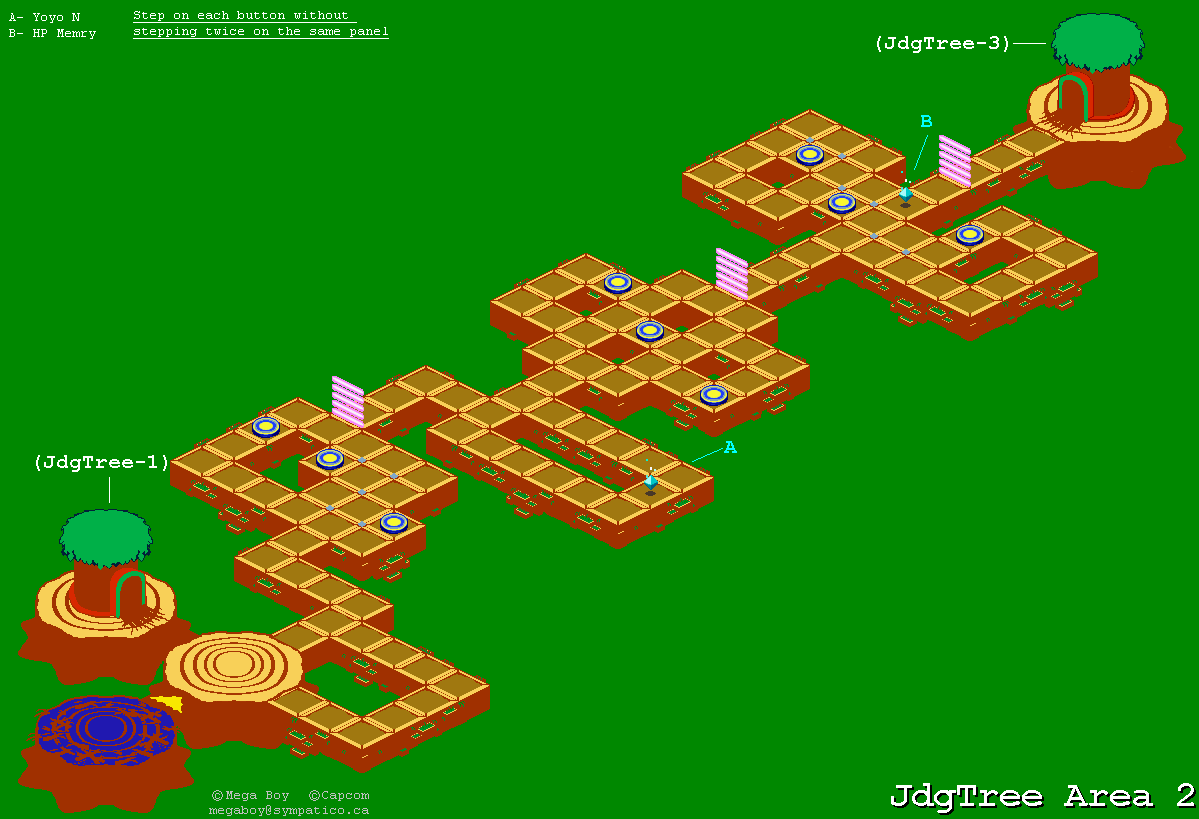 A- Yoyo N
B- HP Memry
Step on each button without
stepping twice on the same panel
(JdgTree-3)
B
A
(JdgTree-1)
©Mega Boy ©Capcom
megaboy@sympatico.ca
JdgTree Area 2